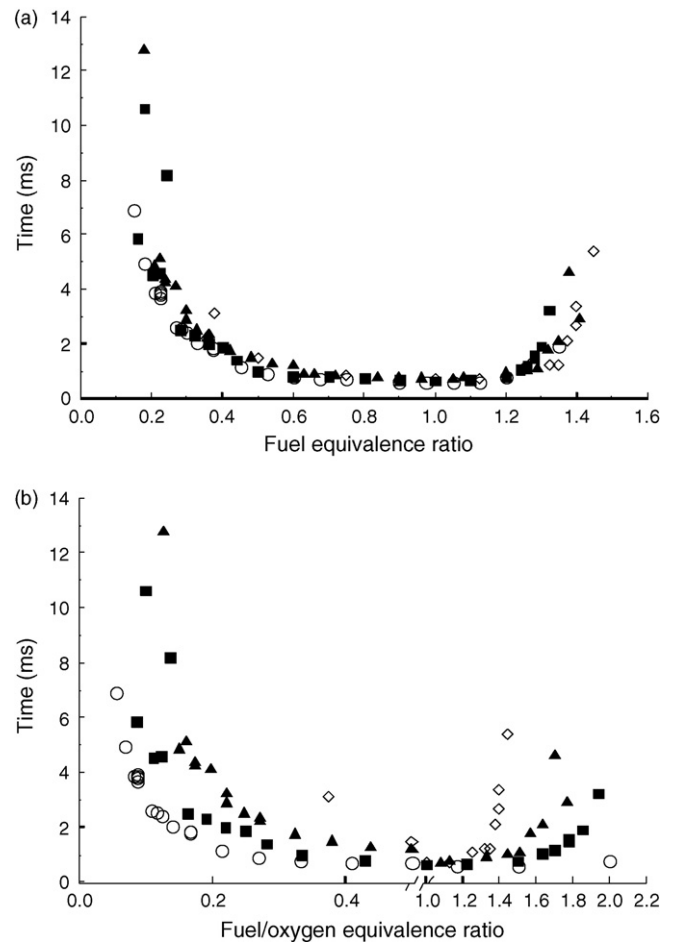 (a)
14
12
10
8
6
4
2
0
Time (ms)
0.0 0.2 0.4 0.6 0.8 1.0 1.2 1.4 1.6
Fuel equivalence ratio
(b)
14
12
10
8
6
4
2
0
Time (ms)
0.0 0.2 0.4 1.0 1.2 1.4 1.6 1.8 2.0 2.2
Fuel/oxygen equivalence ratio